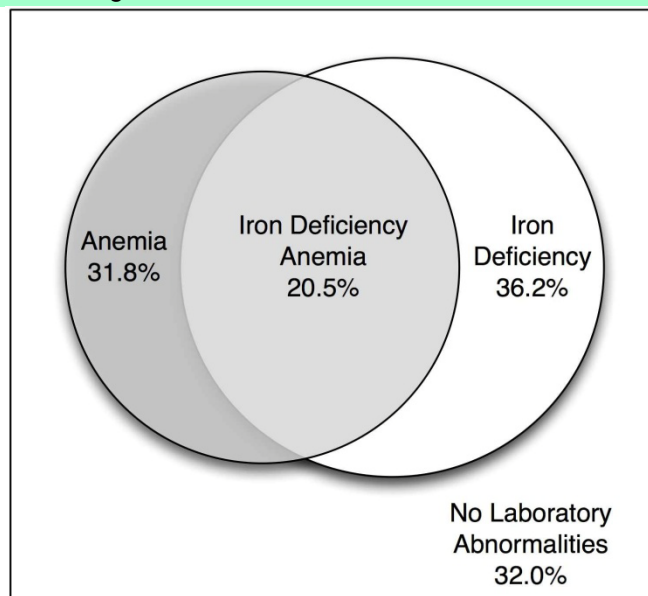 Anemia
31.8%
Iron Deficiency
Anemia
20.5%
Iron
Deficiency
36.2%
No Laboratory
Abnormalities
32.0%